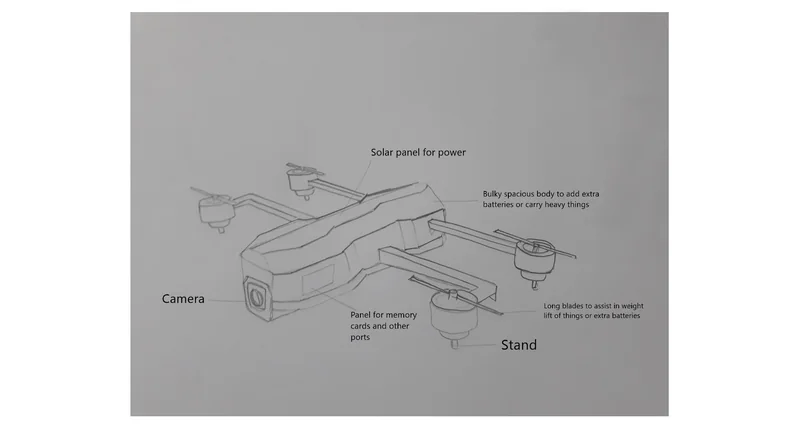 Solar panel for power
Bulky spacious body to add extra
batteries or carry heavy things
Camera
Long blades to assist in weight
lift of things or extra batteries
Panel for memory
cards and other
ports
Stand